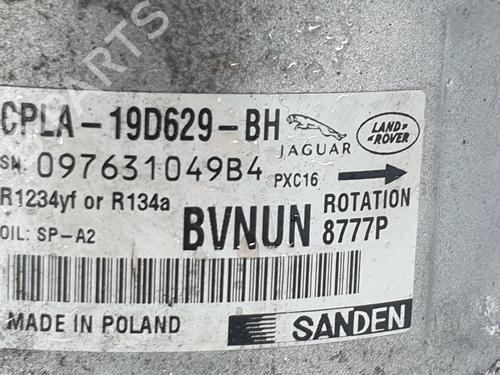 PARTS
CPLA-19D629-BH
JAGUAR
LAND-ROVER
SN: 097631049B4
PXC16
R1234yf or R134a
ROTATION
OIL: SP-A2
BVNUN
8777P
MADE IN POLAND
SANDEN